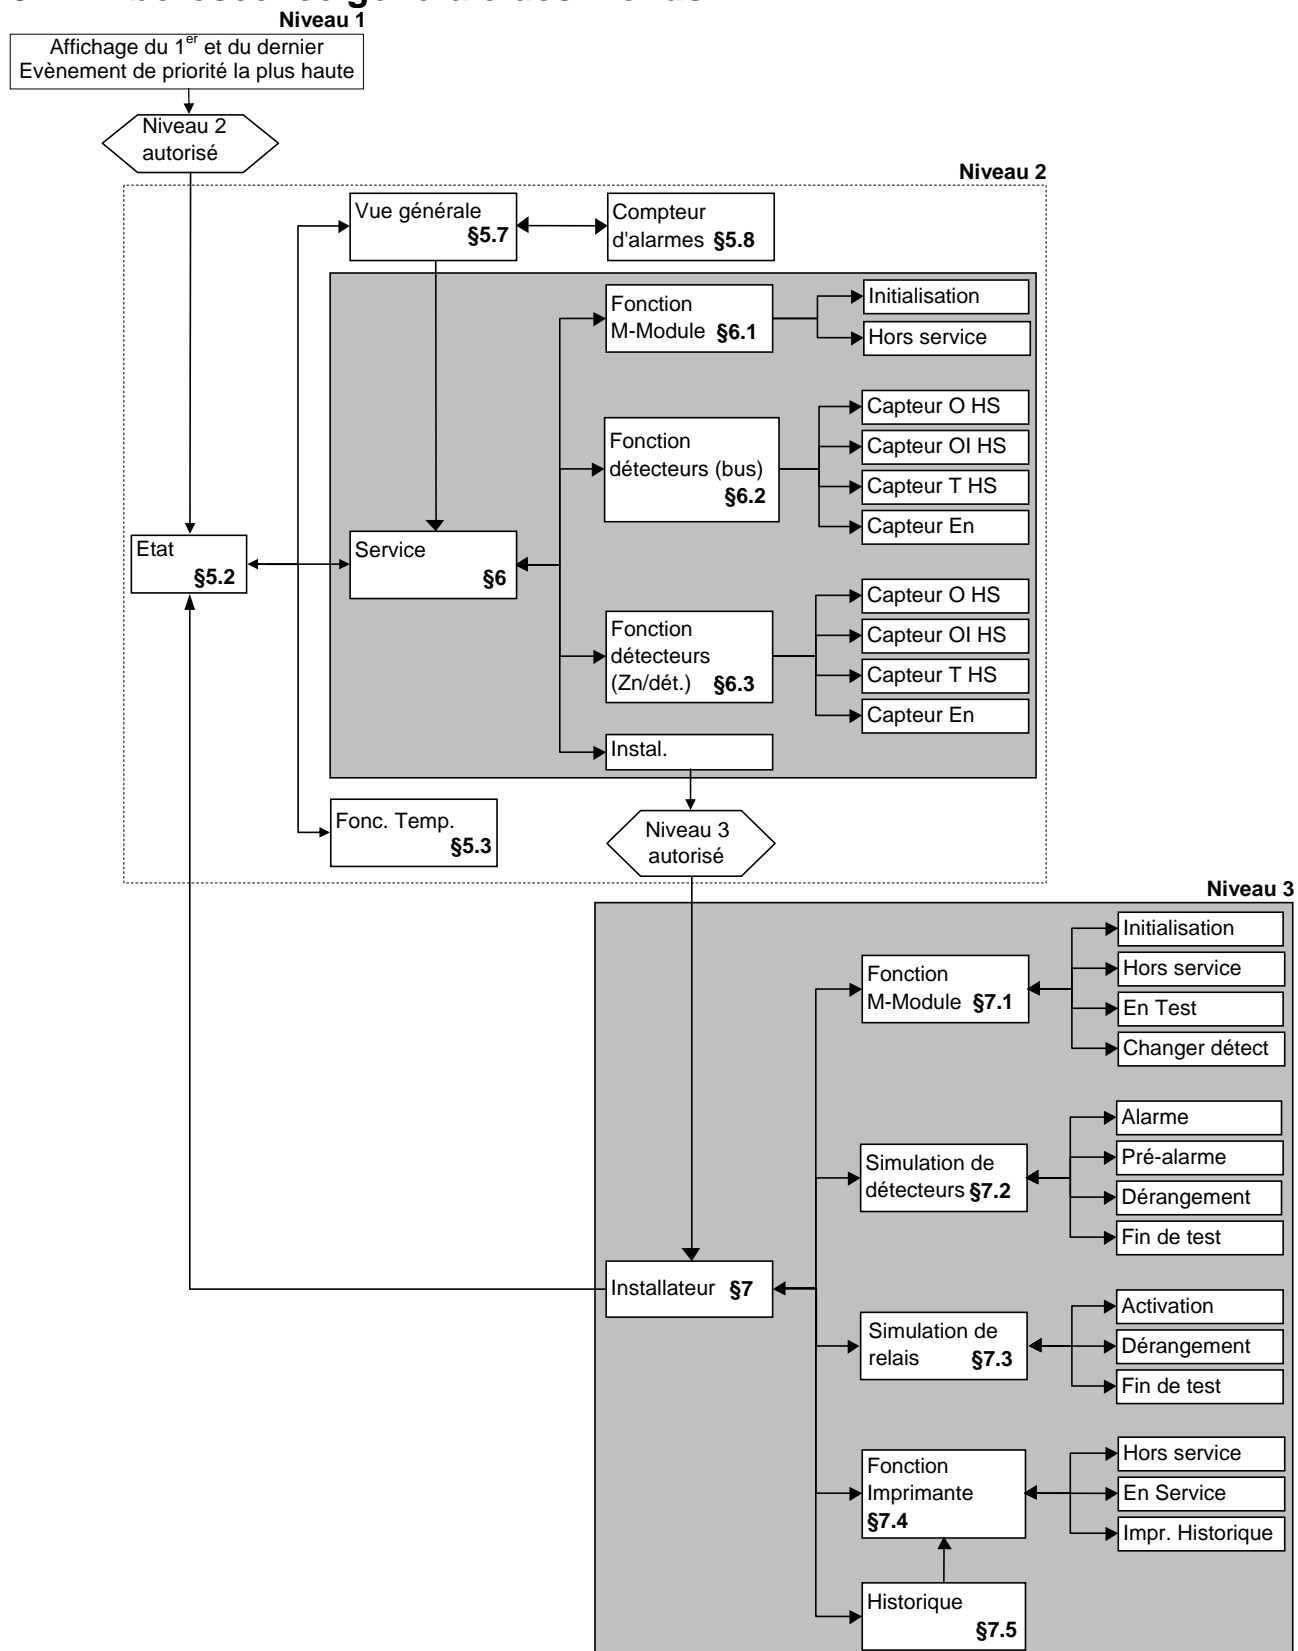 Niveau 1
Affichage du 1er et du dernier
Evènement de priorité la plus haute
Niveau 2
autorisé
Niveau 2
Vue générale
§5.7
Compteur
d'alarmes §5.8
Fonction
M-Module §6.1
Initialisation
Hors service
Fonction
détecteurs (bus)
§6.2
Capteur O HS
Capteur OI HS
Capteur T HS
Capteur En
Etat
§5.2
Service
§6
Fonction
détecteurs
(Zn/dét.) §6.3
Capteur O HS
Capteur OI HS
Capteur T HS
Capteur En
Instal.
Fonc. Temp.
§5.3
Niveau 3
autorisé
Niveau 3
Fonction
M-Module §7.1
Initialisation
Hors service
En Test
Changer détect
Simulation de
détecteurs §7.2
Alarme
Pré-alarme
Dérangement
Fin de test
Installateur §7
Simulation de
relais §7.3
Activation
Dérangement
Fin de test
Fonction
Imprimante
§7.4
Hors service
En Service
Impr. Historique
Historique
§7.5